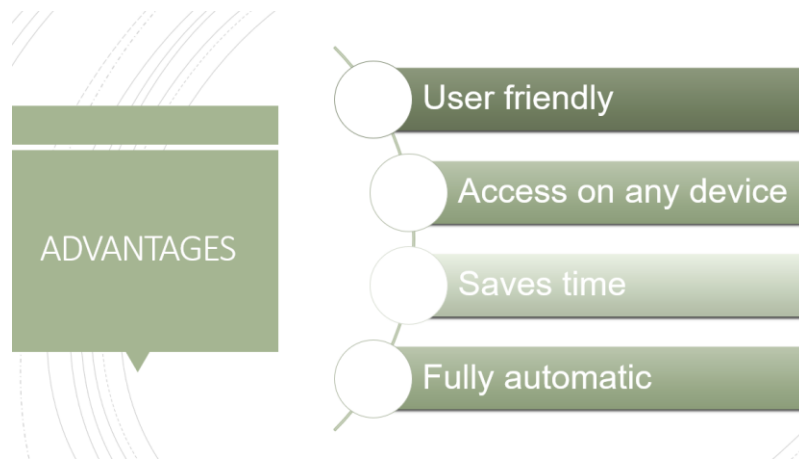 ADVANTAGES
User friendly
Access on any device
Saves time
Fully automatic